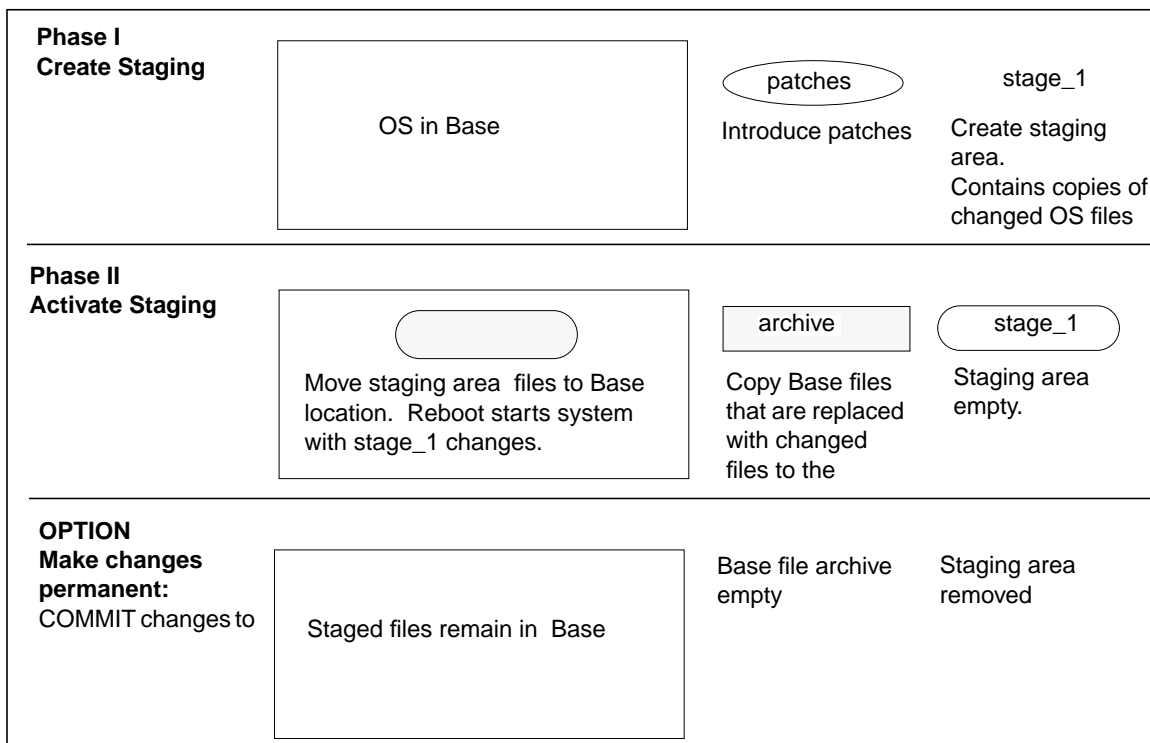 Phase I
Create Staging
OS in Base
patches
Introduce patches
stage_1
Create staging
area.
Contains copies of
changed OS files
Phase II
Activate Staging
Move staging area files to Base
location. Reboot starts system
with stage_1 changes.
archive
Copy Base files
that are replaced
with changed
files to the
stage_1
Staging area
empty.
OPTION
Make changes
permanent:
COMMIT changes to
Staged files remain in Base
Base file archive
empty
Staging area
removed